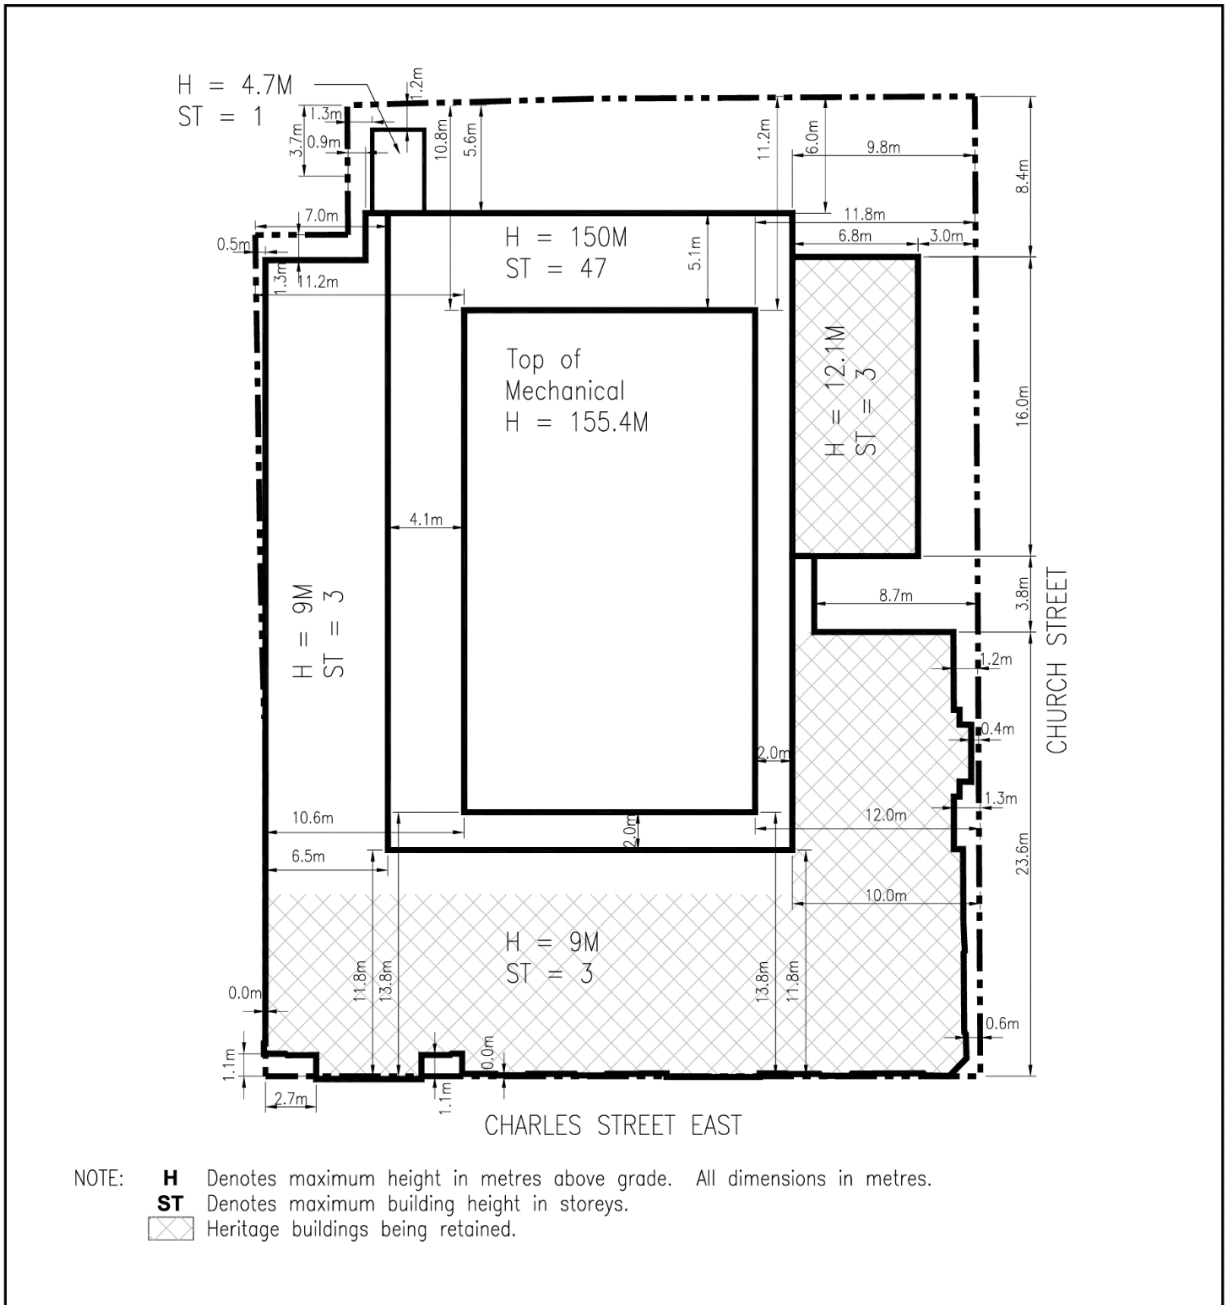 H = 4.7M
ST = 1
1.2m
1.3m
3.7m
0.9m
10.8m
5.6m
11.2m
6.0m
9.8m
8.4m
7.0m
11.8m
0.5m
6.8m
3.0m
H = 150M
ST = 47
5.1m
1.3m
11.2m
Top of
Mechanical
H = 155.4M
H = 12.1M
ST = 3
16.0m
4.1m
H = 9M
ST = 3
8.7m
3.8m
CHURCH STREET
1.2m
0.4m
2.0m
1.3m
10.6m
2.0m
12.0m
6.5m
23.6m
10.0m
H = 9M
ST = 3
11.8m
13.8m
13.8m
11.8m
0.0m
0.6m
1.1m
0.0m
2.7m
1.1m
CHARLES STREET EAST
NOTE: H Denotes maximum height in metres above grade. All dimensions in metres.
ST Denotes maximum building height in storeys.
Heritage buildings being retained.